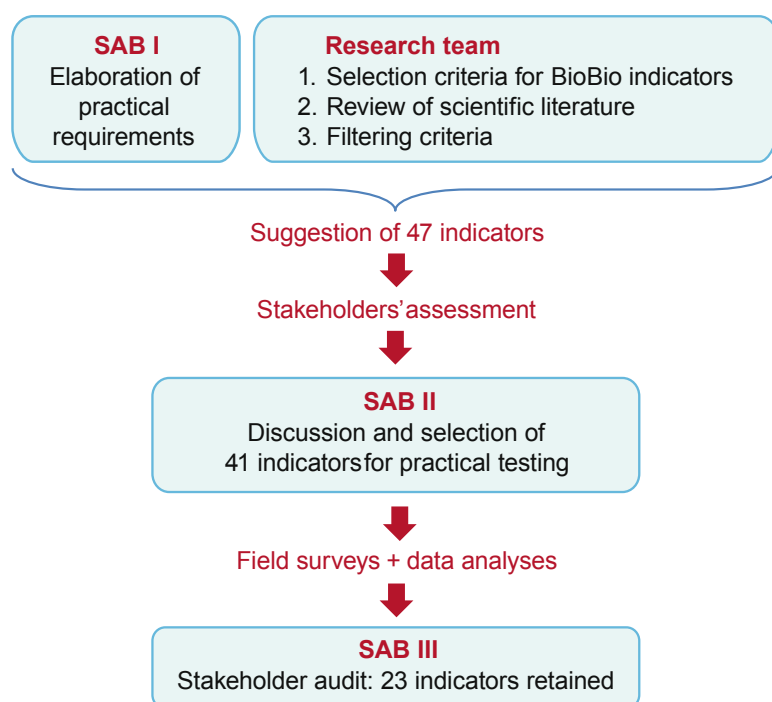 SAB I
Elaboration of
practical
requirements
Research team
1. Selection criteria for BioBio indicators
2. Review of scientific literature
3. Filtering criteria
Suggestion of 47 indicators
Stakeholders' assessment
SAB II
Discussion and selection of
41 indicators for practical testing
Field surveys + data analyses
SAB III
Stakeholder audit: 23 indicators retained